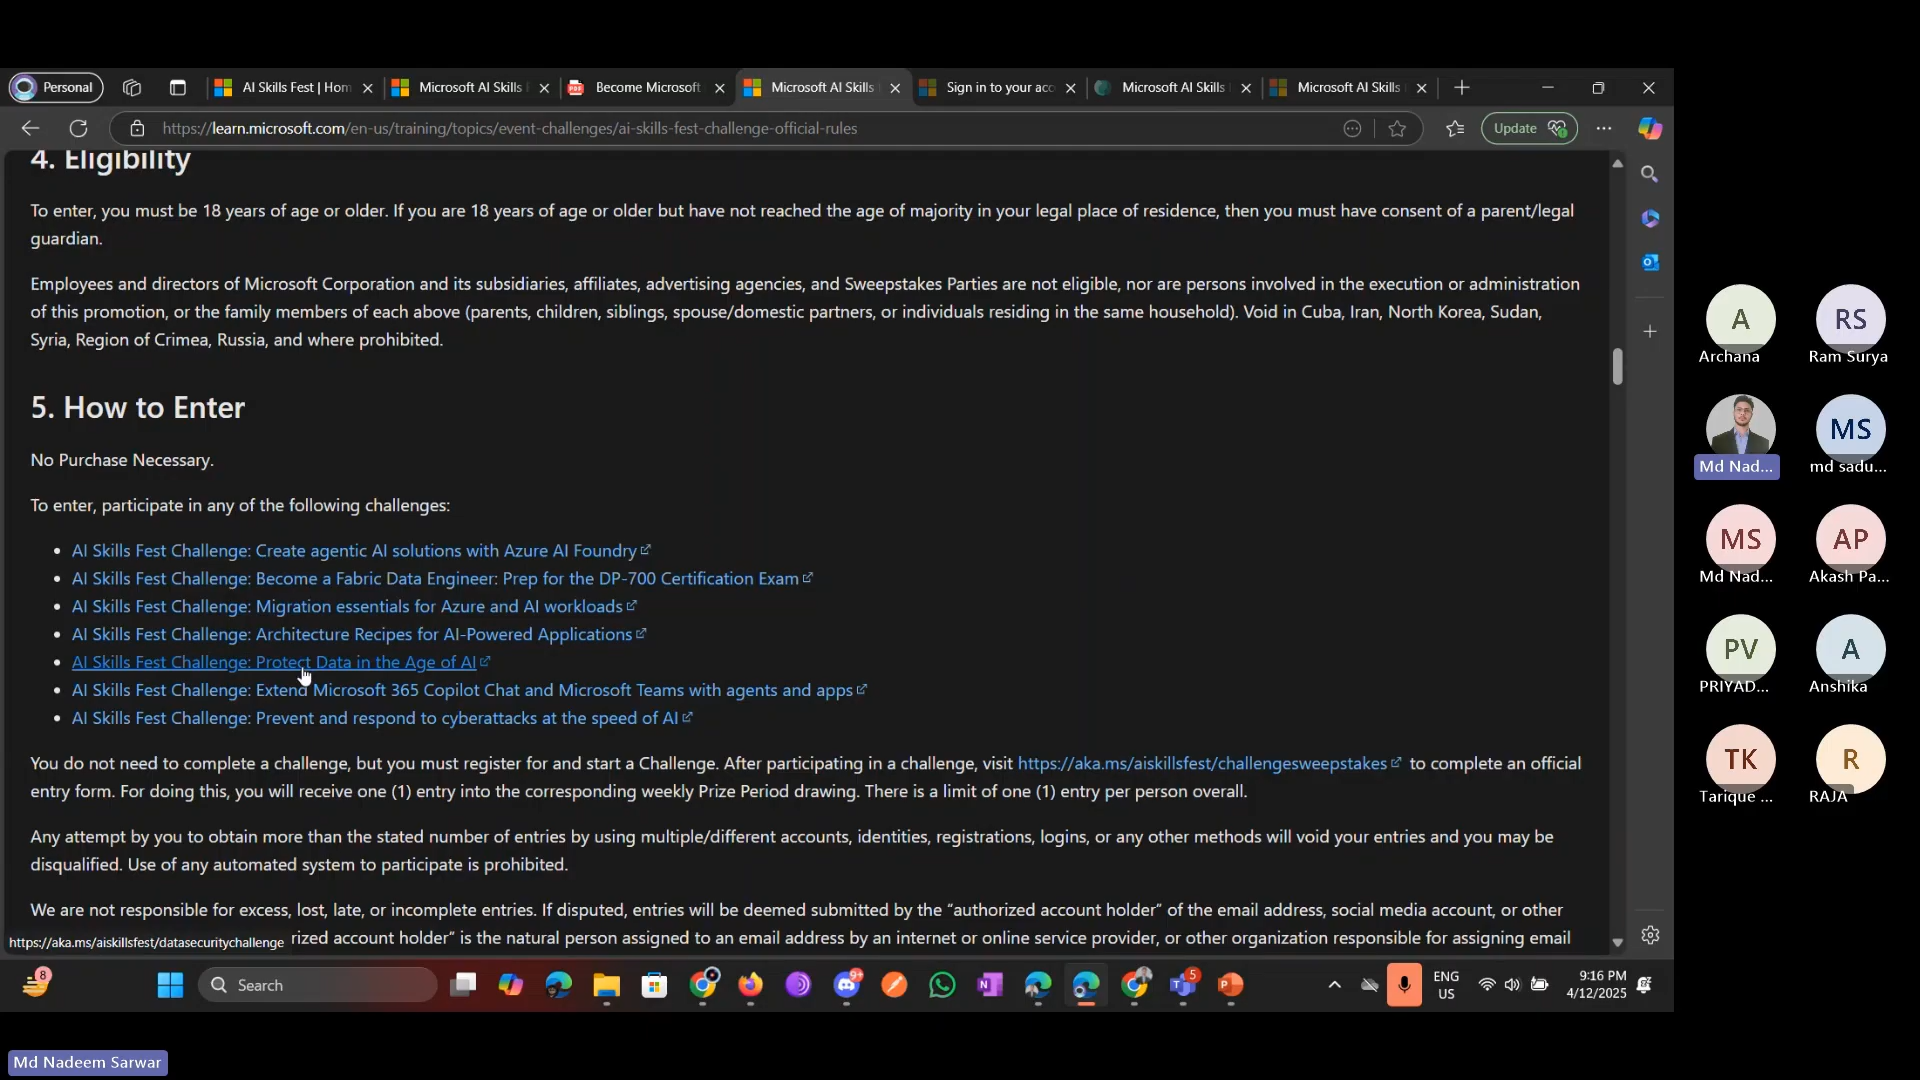 Personal
AI Skills Fest | Hom
Microsoft AI Skills
Become Microsoft
Microsoft AI Skills
Sign in to your acc
Microsoft AI Skills
Microsoft AI Skills
https://learn.microsoft.com/en-us/training/topics/event-challenges/ai-skills-fest-challenge-official-rules
Update
4. Eligibility
To enter, you must be 18 years of age or older. If you are 18 years of age or older but have not reached the age of majority in your legal place of residence, then you must have consent of a parent/legal
guardian.
Employees and directors of Microsoft Corporation and its subsidiaries, affiliates, advertising agencies, and Sweepstakes Parties are not eligible, nor are persons involved in the execution or administration
of this promotion, or the family members of each above (parents, children, siblings, spouse/domestic partners, or individuals residing in the same household). Void in Cuba, Iran, North Korea, Sudan,
Syria, Region of Crimea, Russia, and where prohibited.
5. How to Enter
No Purchase Necessary.
To enter, participate in any of the following challenges:
• AI Skills Fest Challenge: Create agentic AI solutions with Azure AI Foundry
• AI Skills Fest Challenge: Become a Fabric Data Engineer: Prep for the DP-700 Certification Exam
• AI Skills Fest Challenge: Migration essentials for Azure and AI workloads
• AI Skills Fest Challenge: Architecture Recipes for AI-Powered Applications
• AI Skills Fest Challenge: Protect Data in the Age of AI
• AI Skills Fest Challenge: Extend Microsoft 365 Copilot Chat and Microsoft Teams with agents and apps
• AI Skills Fest Challenge: Prevent and respond to cyberattacks at the speed of AI
You do not need to complete a challenge, but you must register for and start a Challenge. After participating in a challenge, visit https://aka.ms/aiskillsfest/challengesweepstakes to complete an official
entry form. For doing this, you will receive one (1) entry into the corresponding weekly Prize Period drawing. There is a limit of one (1) entry per person overall.
Any attempt by you to obtain more than the stated number of entries by using multiple/different accounts, identities, registrations, logins, or any other methods will void your entries and you may be
disqualified. Use of any automated system to participate is prohibited.
We are not responsible for excess, lost, late, or incomplete entries. If disputed, entries will be deemed submitted by the “authorized account holder” of the email address, social media account, or other
https://aka.ms/aiskillsfest/datasecuritychallenge
rized account holder” is the natural person assigned to an email address by an internet or online service provider, or other organization responsible for assigning email
8
Search
9+
5
ENG
US
9:16 PM
4/12/2025
A
Archana
RS
Ram Surya
Md Nad...
MS
md sadu...
MS
Md Nad...
AP
Akash Pa...
PV
PRIYAD...
A
Anshika
TK
Tarique ...
R
RAJA
Md Nadeem Sarwar